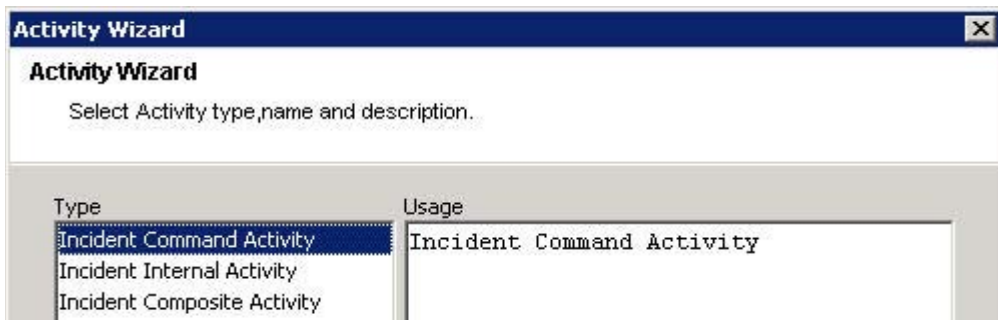 Activity Wizard
Activity Wizard
Select Activity type,name and description.
Type Usage
Incident Command Activity Incident Command Activity
Incident Internal Activity
Incident Composite Activity